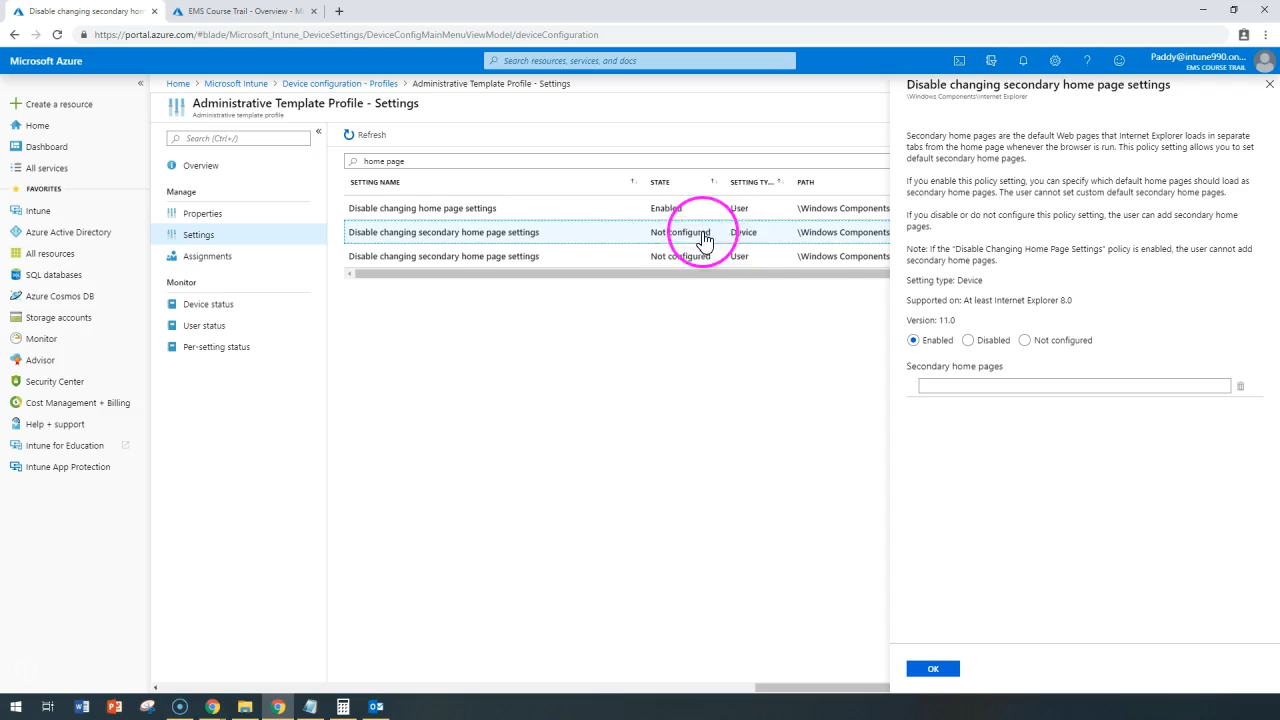 Disable changing secondary home
EMS Course Trail - Overview - M
https://portal.azure.com/#blade/Microsoft_Intune_DeviceSettings/DeviceConfigMainMenuViewModel/deviceConfiguration
Microsoft Azure
Search resources, services, and docs
Paddy@intune990.on...
EMS COURSE TRAIL
Create a resource
Home
Dashboard
All services
FAVORITES
Intune
Azure Active Directory
All resources
SQL databases
Azure Cosmos DB
Storage accounts
Monitor
Advisor
Security Center
Cost Management + Billing
Help + support
Intune for Education
Intune App Protection
Home > Microsoft Intune > Device configuration - Profiles > Administrative Template Profile - Settings
Administrative Template Profile - Settings
Administrative template profile
Search (Ctrl+/)
Overview
Manage
Properties
Settings
Assignments
Monitor
Device status
User status
Per-setting status
Refresh
home page
SETTING NAME STATE SETTING TY... PATH
Disable changing home page settings Enabled User \Windows Components
Disable changing secondary home page settings Not configured Device \Windows Components
Disable changing secondary home page settings Not configured User \Windows Components
Disable changing secondary home page settings
\Windows Components\Internet Explorer
Secondary home pages are the default Web pages that Internet Explorer loads in separate
tabs from the home page whenever the browser is run. This policy setting allows you to set
default secondary home pages.
If you enable this policy setting, you can specify which default home pages should load as
secondary home pages. The user cannot set custom default secondary home pages.
If you disable or do not configure this policy setting, the user can add secondary home
pages.
Note: If the "Disable Changing Home Page Settings" policy is enabled, the user cannot add
secondary home pages.
Setting type: Device
Supported on: At least Internet Explorer 8.0
Version: 11.0
Enabled Disabled Not configured
Secondary home pages
OK